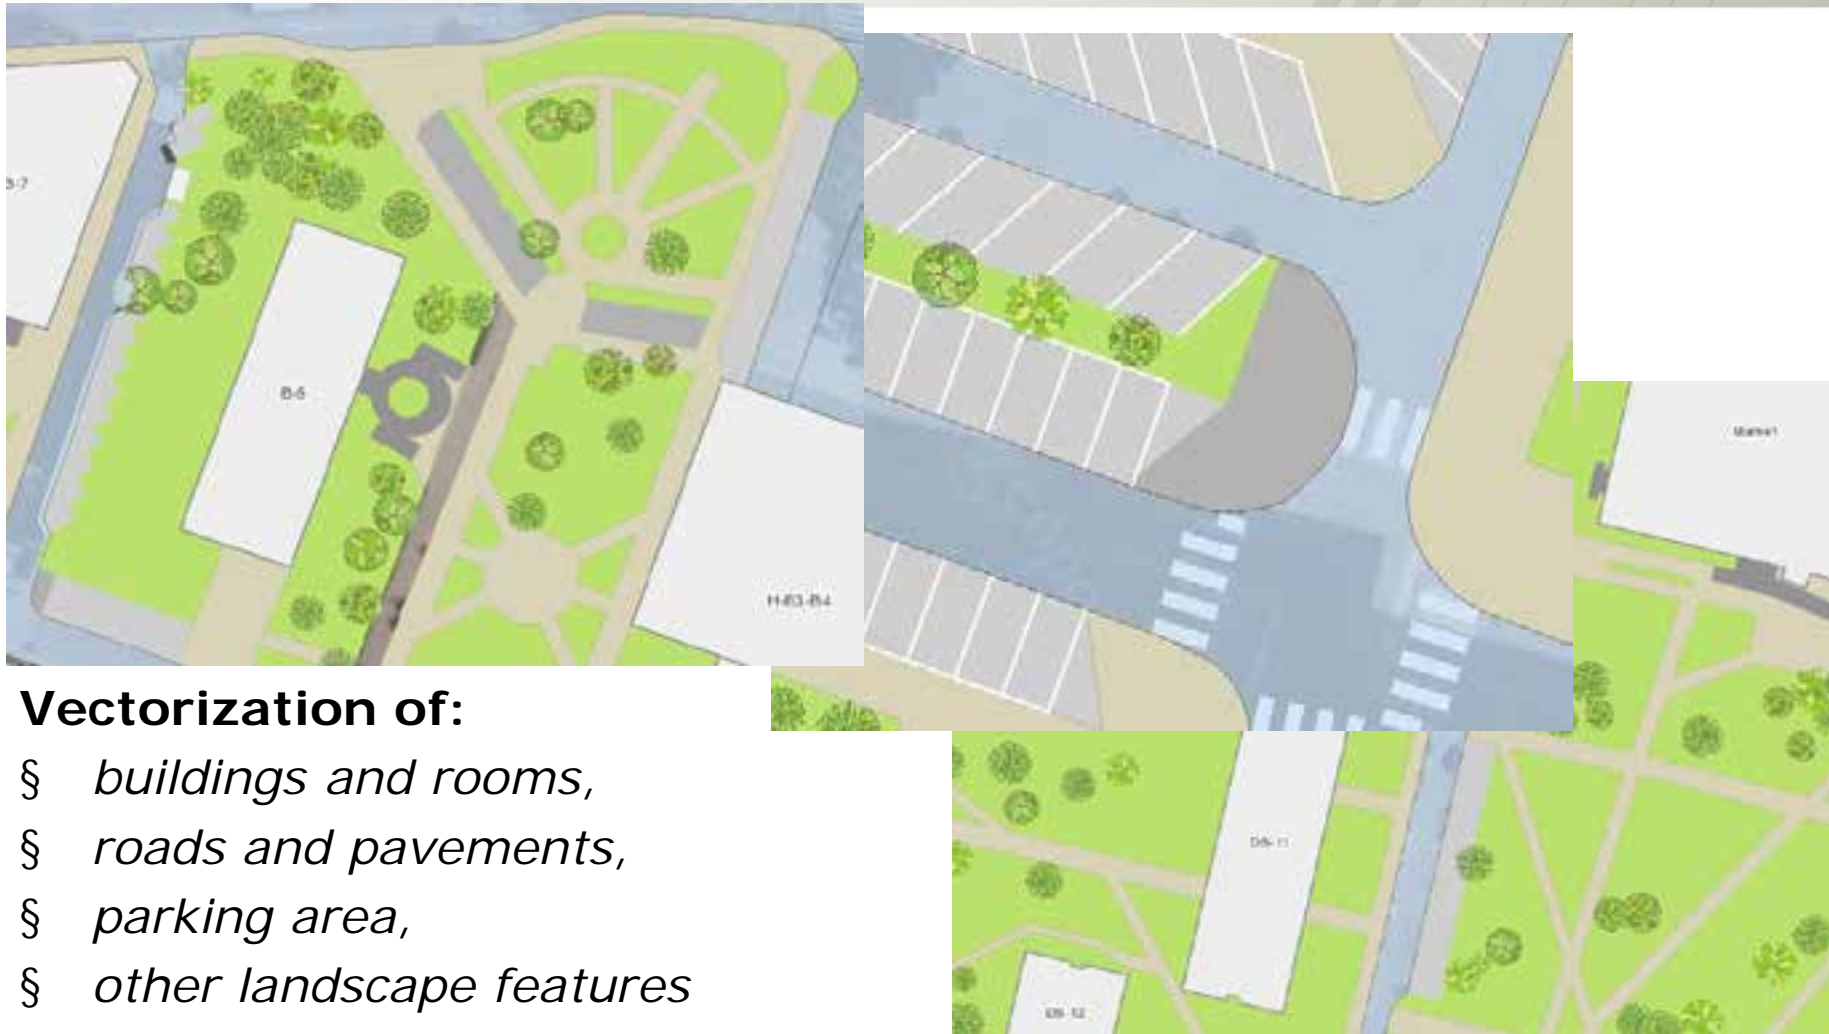 B-5
H-B3-B4
Vectorization of:
§ buildings and rooms,
§ roads and pavements,
§ parking area,
§ other landscape features